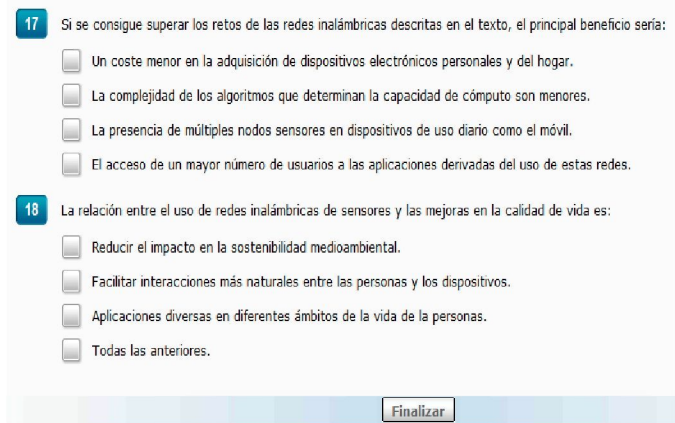 17 Si se consigue superar los retos de las redes inalámbricas descritas en el texto, el principal beneficio sería:
Un coste menor en la adquisición de dispositivos electrónicos personales y del hogar.
La complejidad de los algoritmos que determinan la capacidad de cómputo son menores.
La presencia de múltiples nodos sensores en dispositivos de uso diario como el móvil.
El acceso de un mayor número de usuarios a las aplicaciones derivadas del uso de estas redes.
18 La relación entre el uso de redes inalámbricas de sensores y las mejoras en la calidad de vida es:
Reducir el impacto en la sostenibilidad medioambiental.
Facilitar interacciones más naturales entre las personas y los dispositivos.
Aplicaciones diversas en diferentes ámbitos de la vida de la personas.
Todas las anteriores.
Finalizar